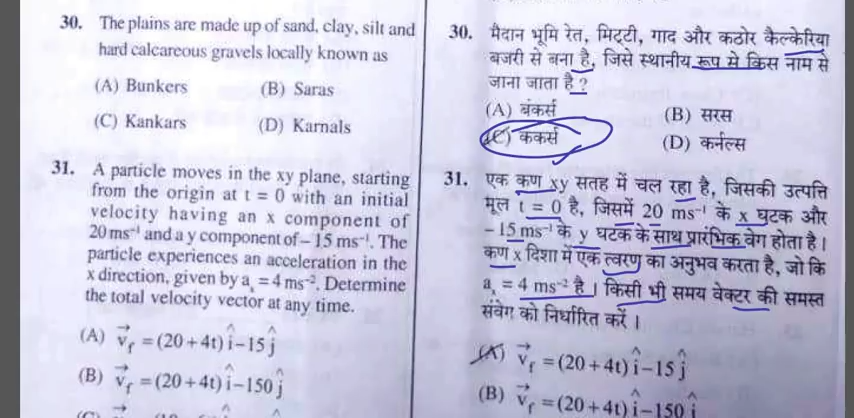 30. The plains are made up of sand, clay, silt and
hard calcareous gravels locally known as
(A) Bunkers (B) Saras
(C) Kankars (D) Karnals
31. A particle moves in the xy plane, starting
from the origin at t = 0 with an initial
velocity having an x component of
20 ms⁻¹ and a y component of – 15 ms⁻¹. The
particle experiences an acceleration in the
x direction, given by aₓ = 4 ms⁻². Determine
the total velocity vector at any time.
(A) v⃗f = (20 + 4t) î – 15 ĵ
(B) v⃗f = (20 + 4t) î – 150 ĵ
30. मैदान भूमि रेत, मिट्टी, गाद और कठोर कैल्केरिया
बजरी से बना है, जिसे स्थानीय रूप मे किस नाम से
जाना जाता है ?
(A) बंकर्स (B) सरस
(C) ककर्स (D) कर्नल्स
31. एक कण xy सतह में चल रहा है, जिसकी उत्पत्ति
मूल t = 0 है, जिसमें 20 ms⁻¹ के x घटक और
– 15 ms⁻¹ के y घटक के साथ प्रारंभिक वेग होता है ।
कण x दिशा में एक त्वरण का अनुभव करता है, जो कि
aₓ = 4 ms⁻² है । किसी भी समय वेक्टर की समस्त
संवेग को निर्धारित करें ।
(A) v⃗f = (20 + 4t) î – 15 ĵ
(B) v⃗f = (20 + 4t) î – 150 ĵ